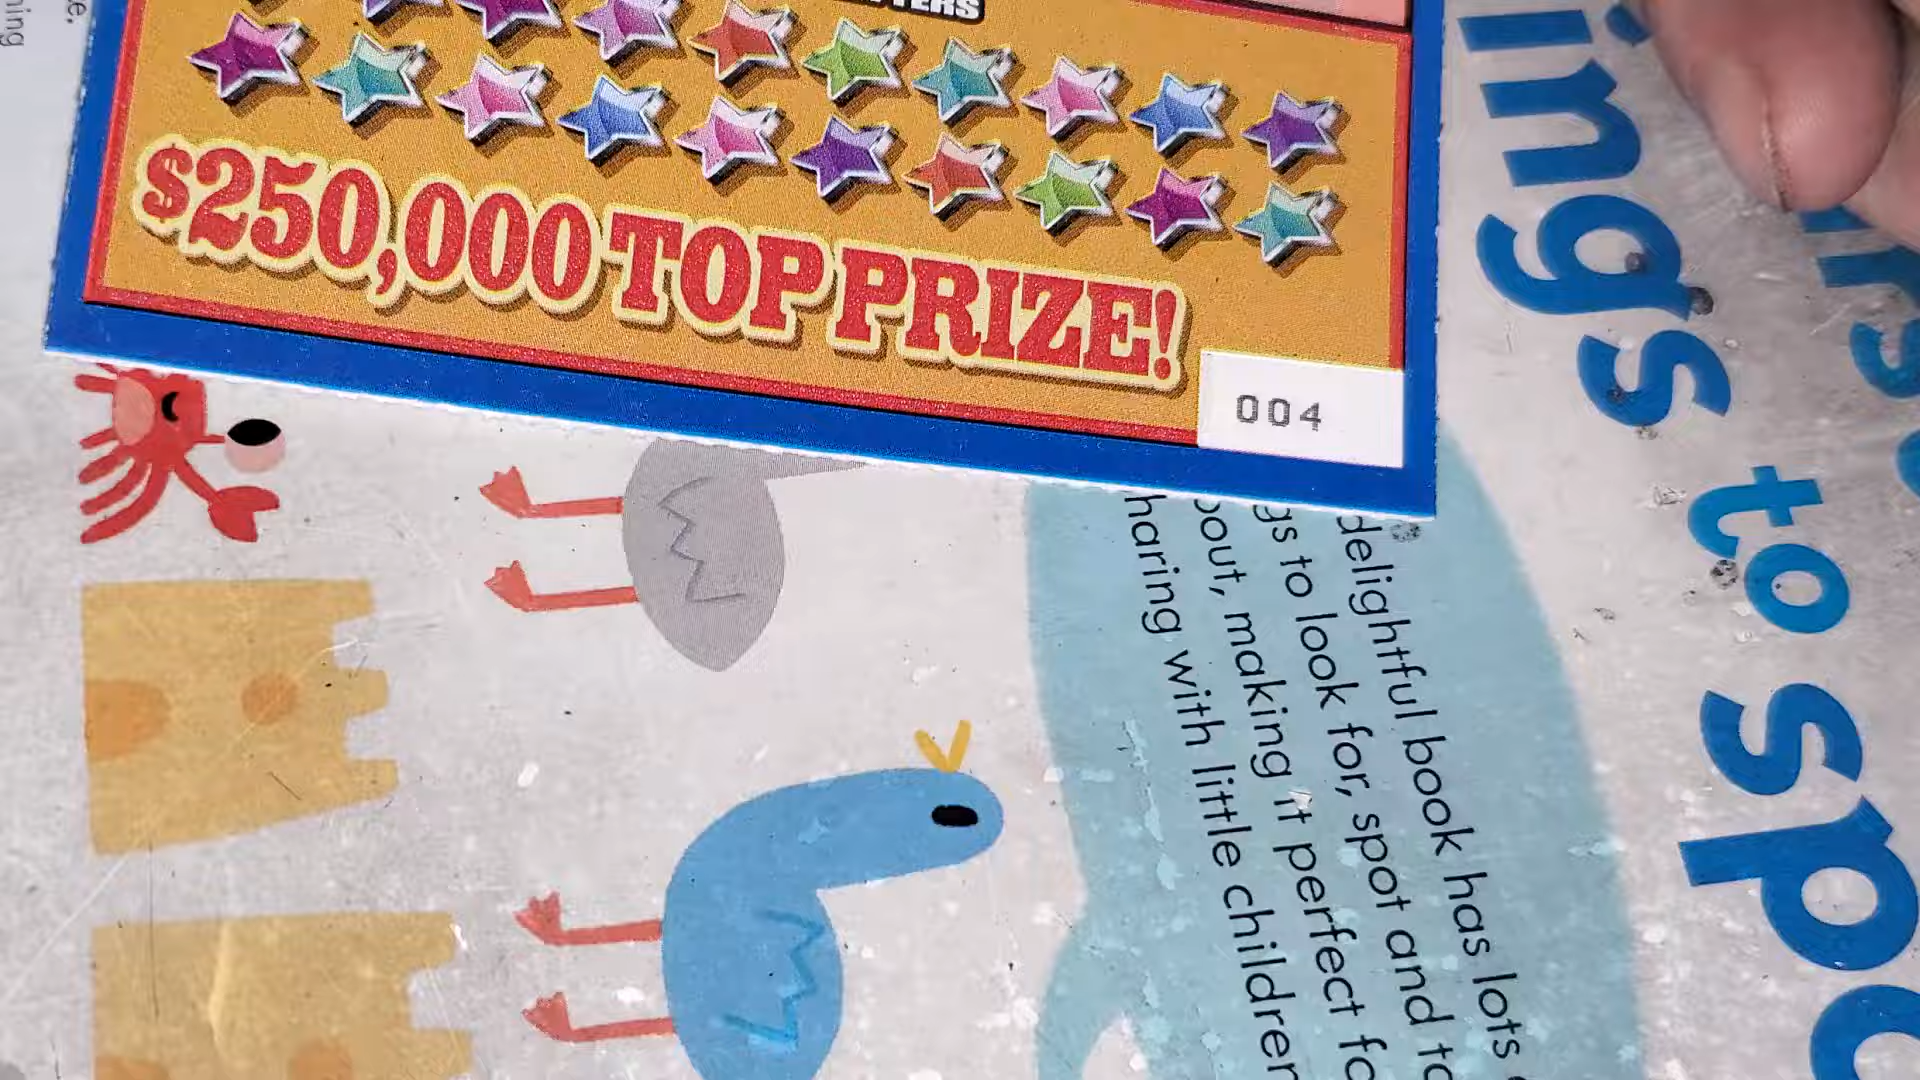 $250,000 TOP PRIZE!
004
ings to spo
delightful book has lots
gs to look for, spot and to
out, making it perfect fo
haring with little children